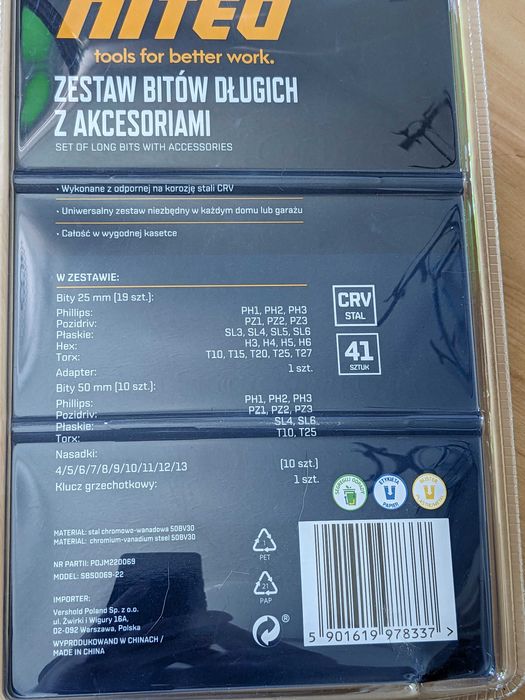 NITEO
tools for better work.
ZESTAW BITÓW DŁUGICH
Z AKCESORIAMI
SET OF LONG BITS WITH ACCESSORIES
• Wykonane z odpornej na korozję stali CRV
• Uniwersalny zestaw niezbędny w każdym domu lub garażu
• Całość w wygodnej kasetce
W ZESTAWIE:
Bity 25 mm (19 szt.):
Phillips: PH1, PH2, PH3
Pozidriv: PZ1, PZ2, PZ3
Płaskie: SL3, SL4, SL5, SL6
Hex: H3, H4, H5, H6
Torx: T10, T15, T20, T25, T27
Adapter: 1 szt.
Bity 50 mm (10 szt.):
Phillips: PH1, PH2, PH3
Pozidriv: PZ1, PZ2, PZ3
Płaskie: SL4, SL6
Torx: T10, T25
Nasadki:
4/5/6/7/8/9/10/11/12/13 (10 szt.)
Klucz grzechotkowy: 1 szt.
CRV
STAL
41
SZTUK
ETYKIETA
PAPIER
MATERIAŁ: stal chromowo-wanadowa 50BV30
MATERIAL: chromium-vanadium steel 50BV30
NR PARTII: POJM220069
MODEL: SBS0069-22
IMPORTER:
Vershold Poland Sp. z o.o.
ul. Żwirki i Wigury 16A,
02-092 Warszawa, Polska
WYPRODUKOWANO W CHINACH /
MADE IN CHINA
1
PET
21
PAP
®
5 901619 978337 >